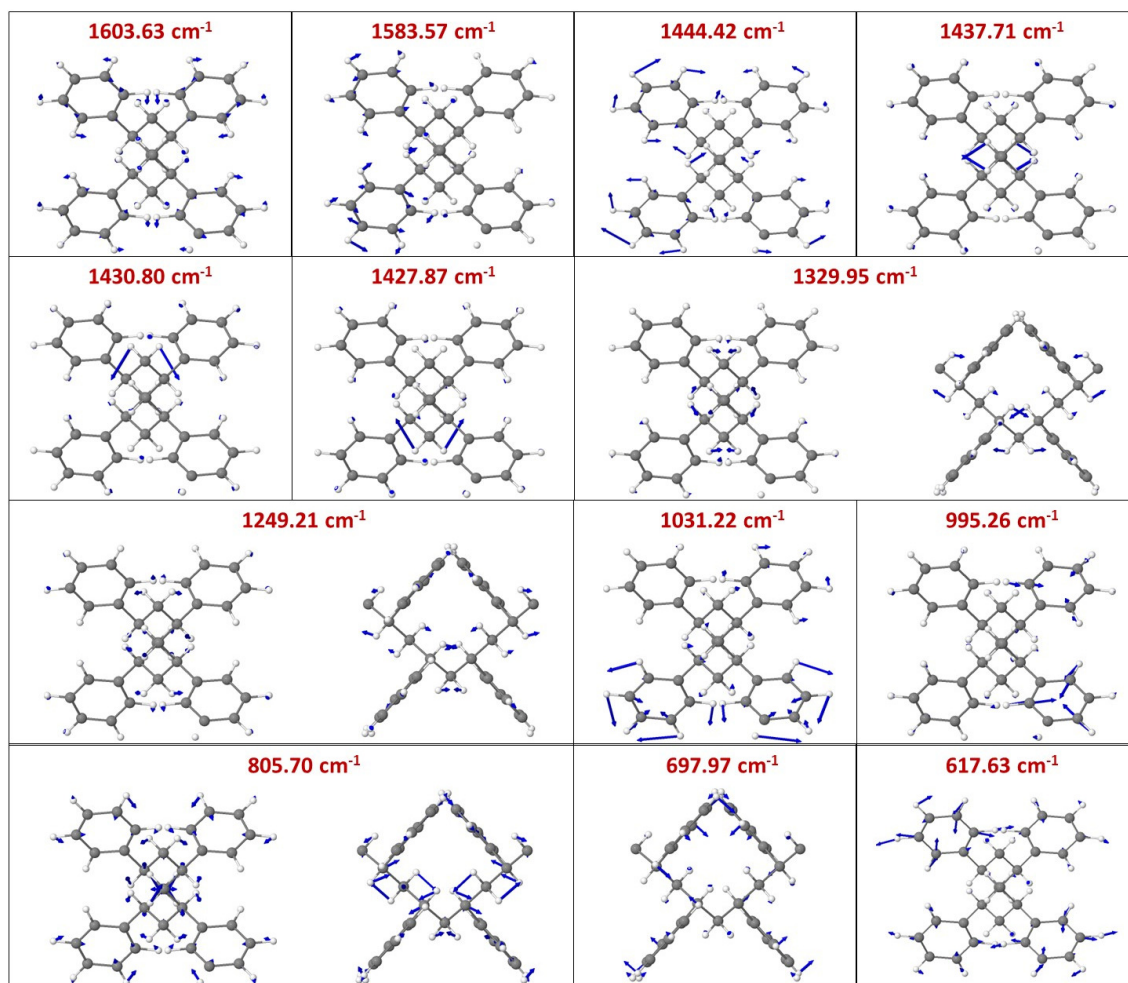 1603.63 cm⁻¹
1583.57 cm⁻¹
1444.42 cm⁻¹
1437.71 cm⁻¹
1430.80 cm⁻¹
1427.87 cm⁻¹
1329.95 cm⁻¹
1249.21 cm⁻¹
1031.22 cm⁻¹
995.26 cm⁻¹
805.70 cm⁻¹
697.97 cm⁻¹
617.63 cm⁻¹